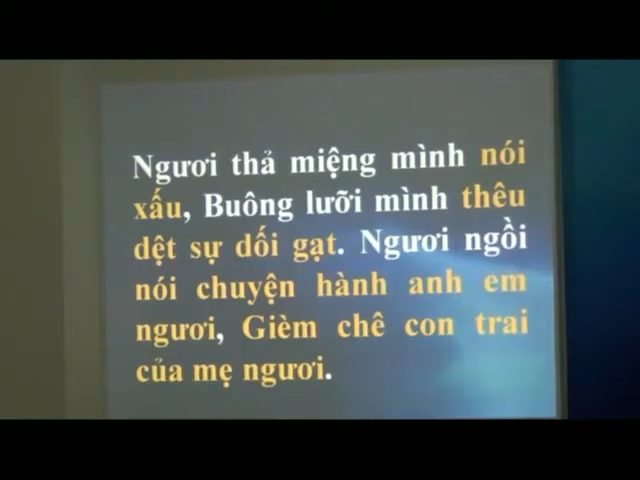 Ngươi thả miệng mình nói
xấu, Buông lưỡi mình thêu
dệt sự dối gạt. Ngươi ngồi
nói chuyện hành anh em
ngươi, Gièm chê con trai
của mẹ ngươi.